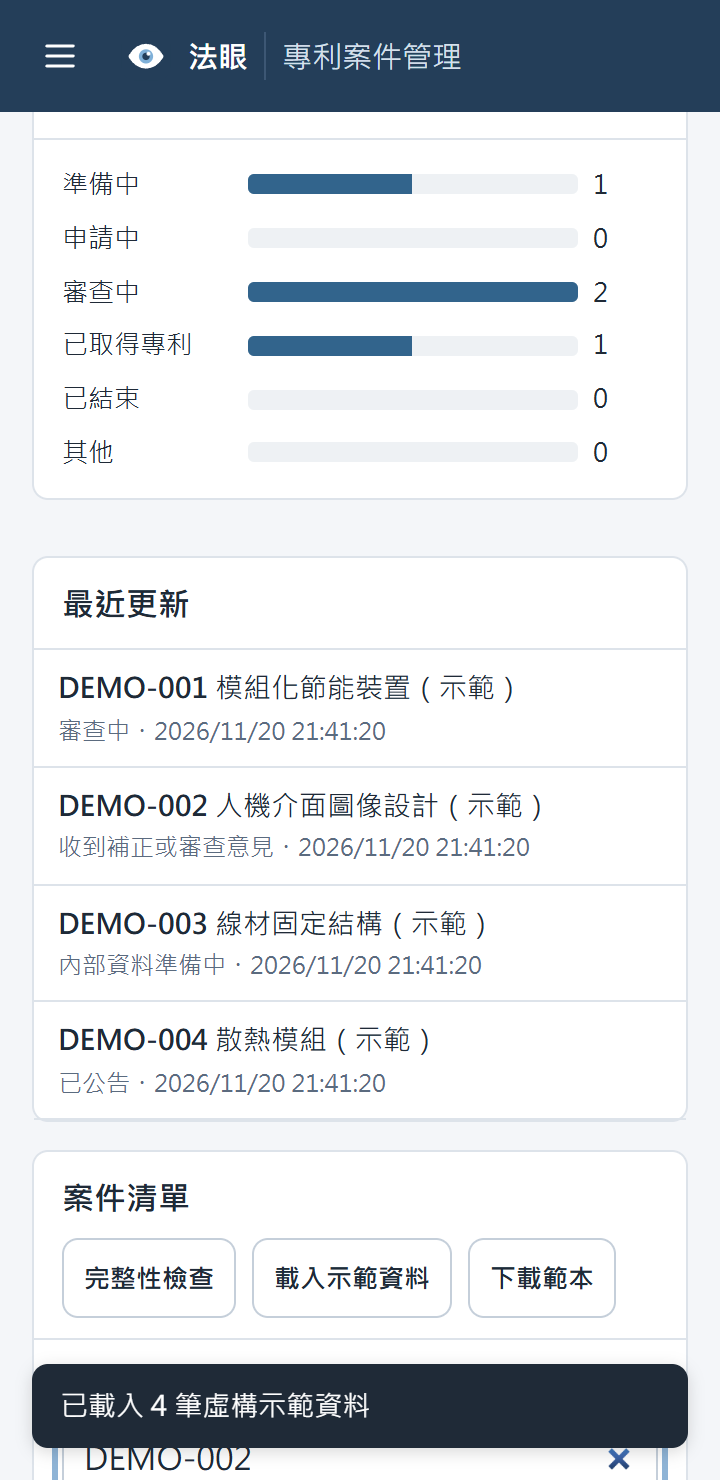 法眼 專利案件管理
準備中 1
申請中 0
審查中 2
已取得專利 1
已結束 0
其他 0
最近更新
DEMO-001 模組化節能裝置（示範）
審查中 · 2026/11/20 21:41:20
DEMO-002 人機介面圖像設計（示範）
收到補正或審查意見 · 2026/11/20 21:41:20
DEMO-003 線材固定結構（示範）
內部資料準備中 · 2026/11/20 21:41:20
DEMO-004 散熱模組（示範）
已公告 · 2026/11/20 21:41:20
案件清單
完整性檢查 載入示範資料 下載範本
已載入 4 筆虛構示範資料
DEMO-002